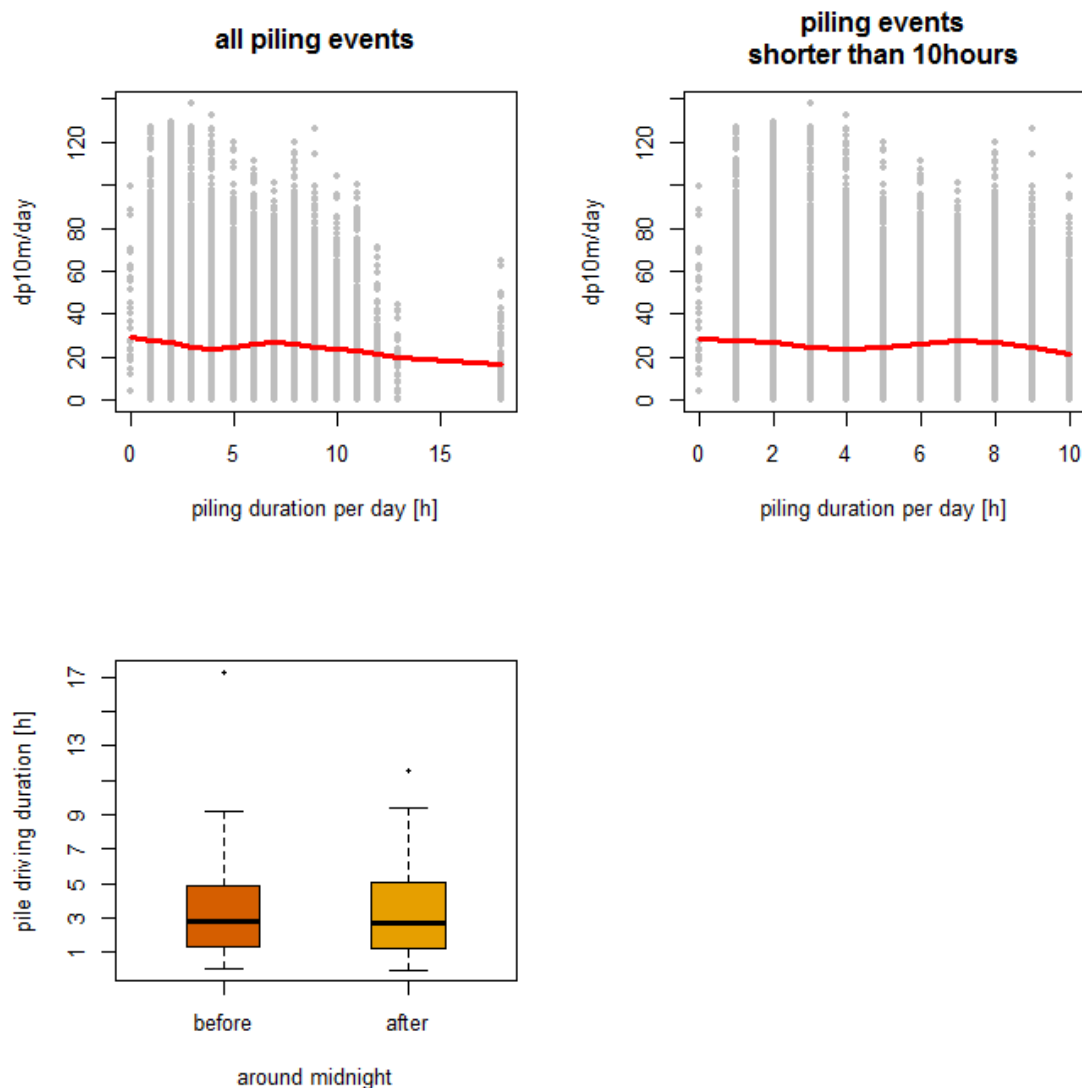 all piling events
piling events
shorter than 10hours
dp10m/day
0 20 40 60 80 120
0 5 10 15
piling duration per day [h]
dp10m/day
0 20 40 60 80 120
0 2 4 6 8 10
piling duration per day [h]
pile driving duration [h]
1 3 5 7 9 13 17
before after
around midnight